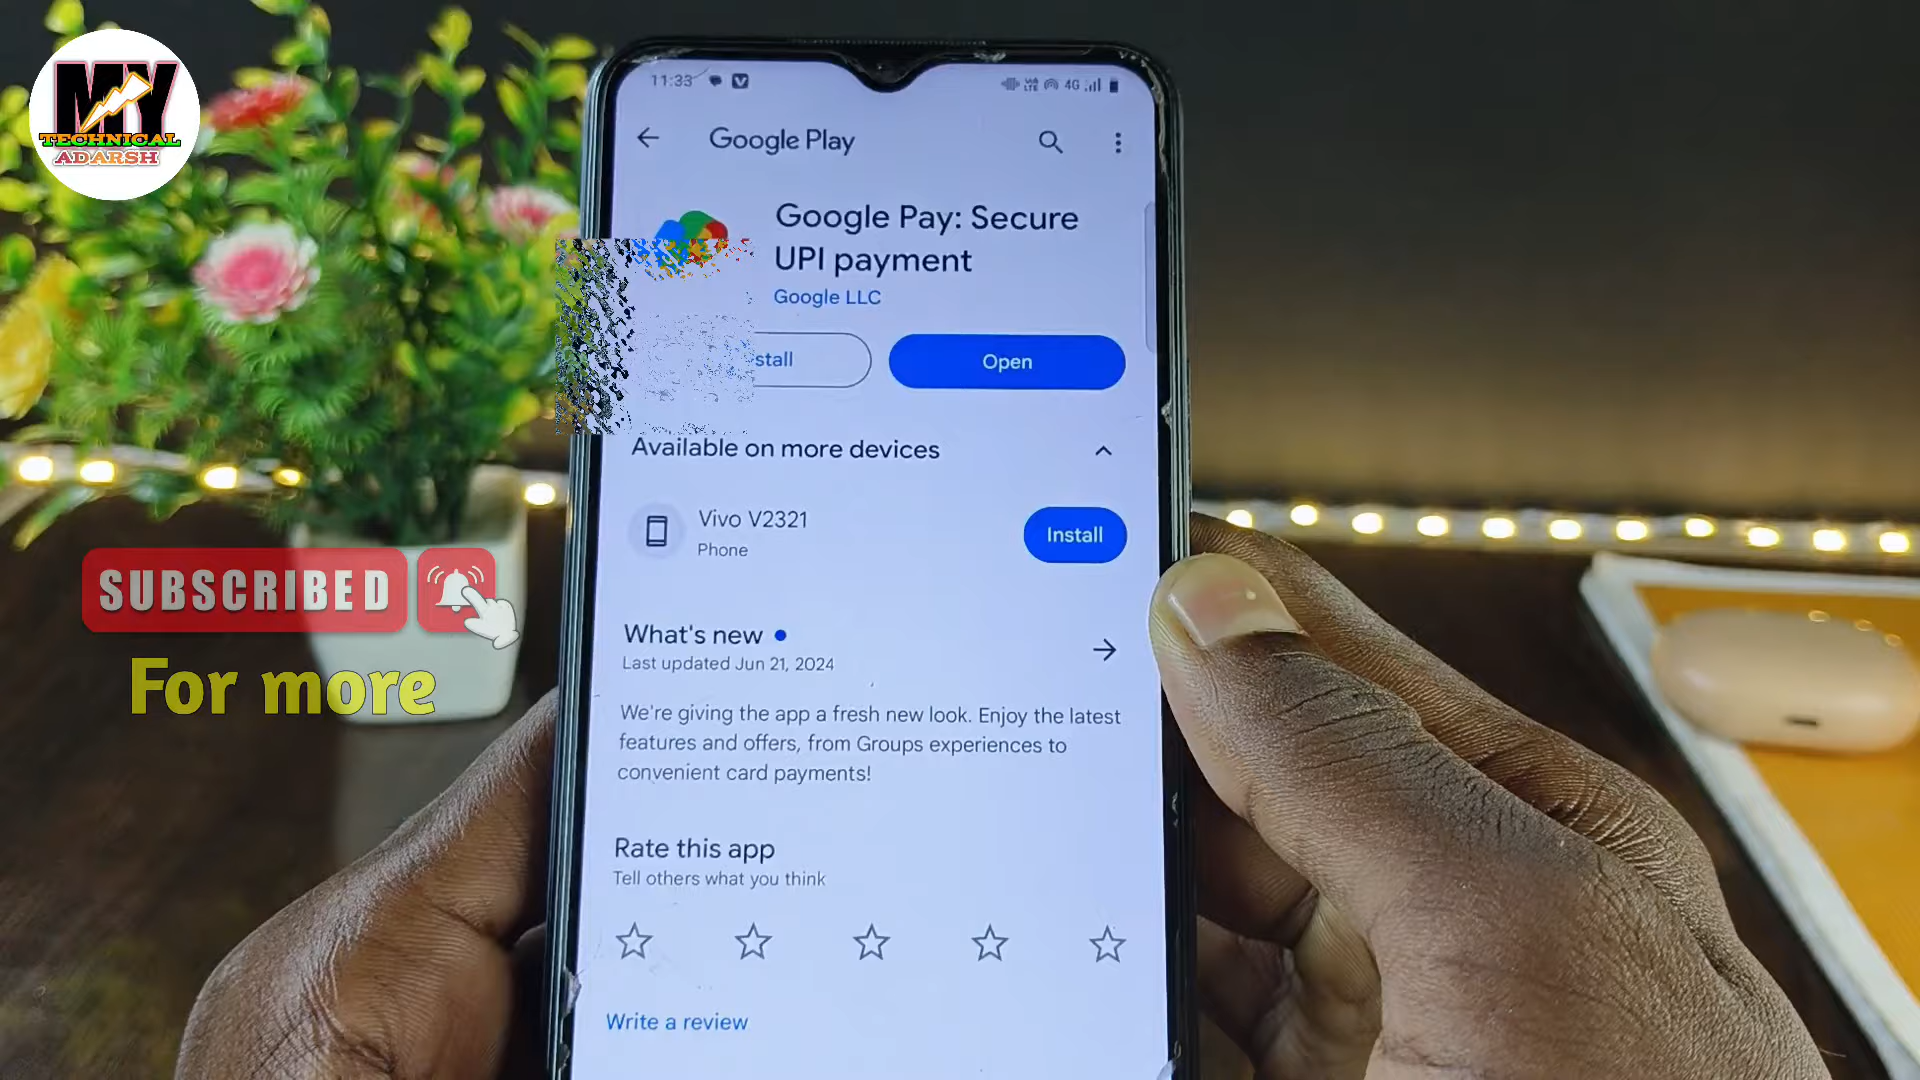 MY
TECHNICAL
ADARSH
11:33
4G
Google Play
Google Pay: Secure
UPI payment
Google LLC
stall
Open
Available on more devices
Vivo V2321
Phone
Install
SUBSCRIBED
For more
What's new
Last updated Jun 21, 2024
We're giving the app a fresh new look. Enjoy the latest
features and offers, from Groups experiences to
convenient card payments!
Rate this app
Tell others what you think
Write a review